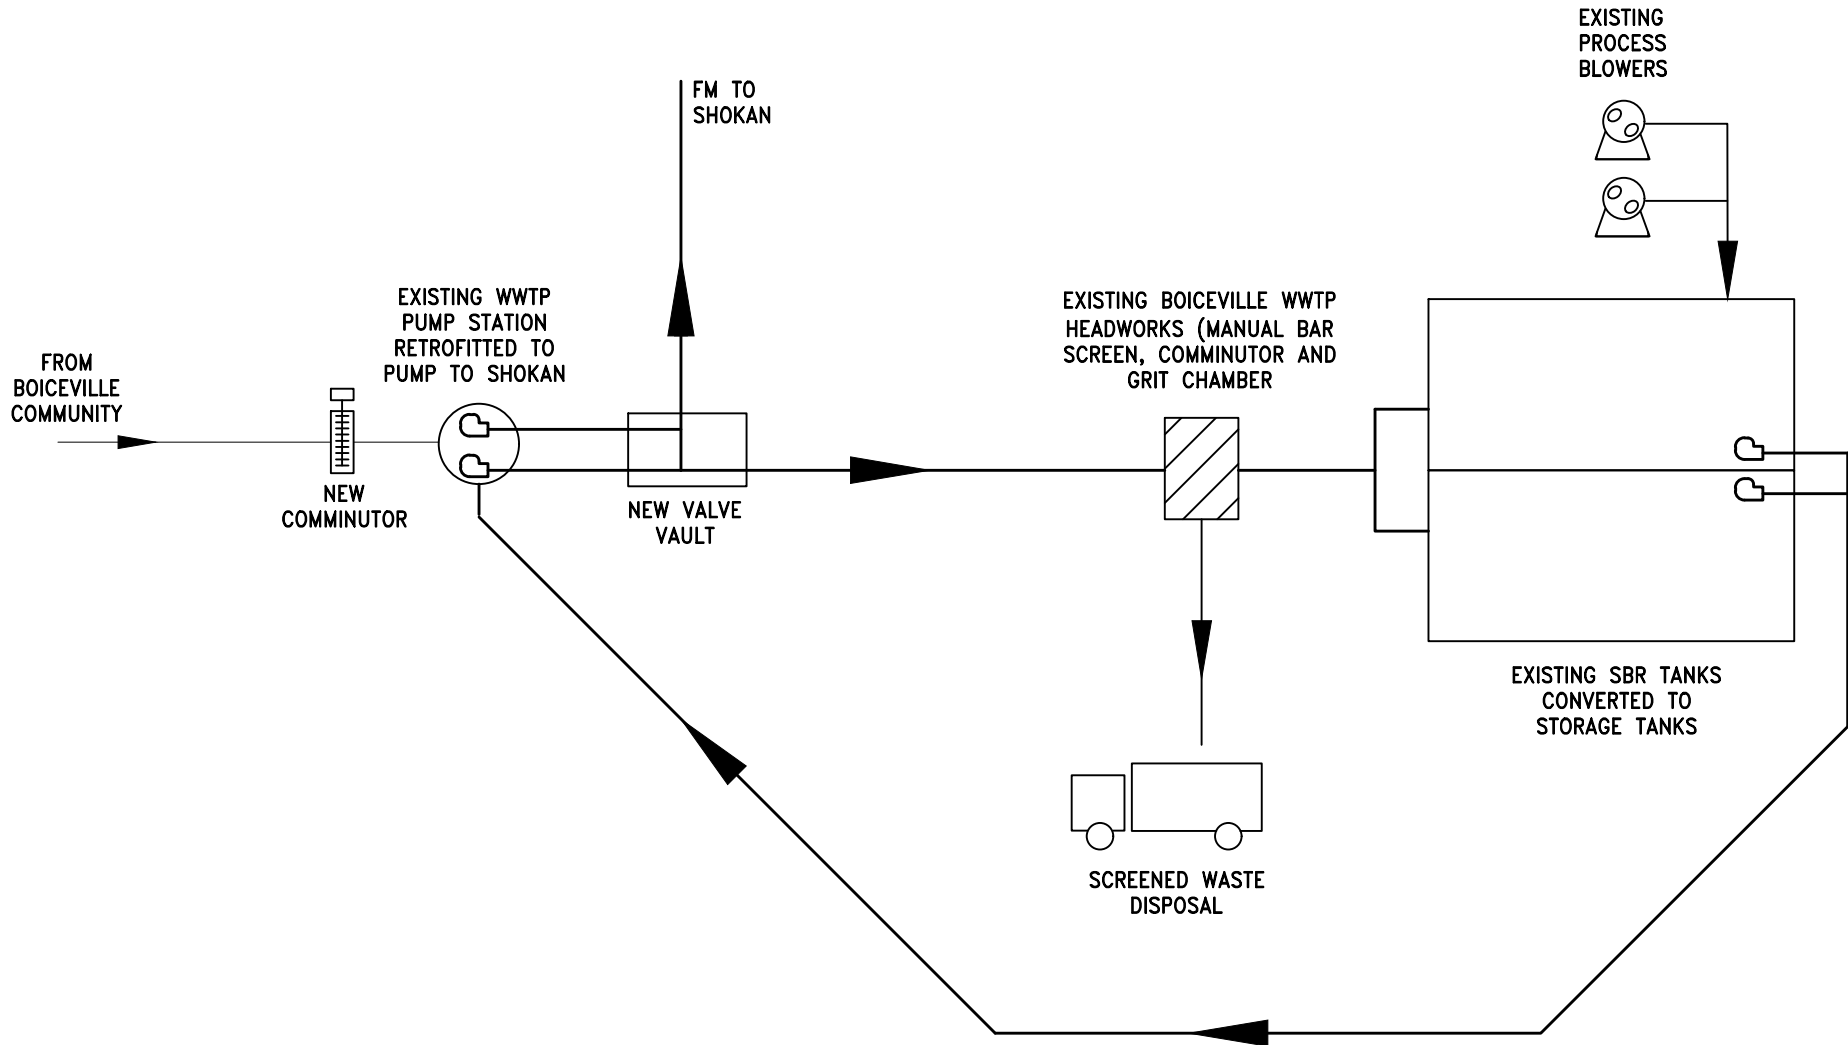 EXISTING
PROCESS
BLOWERS
FM TO
SHOKAN
EXISTING WWTP
PUMP STATION
RETROFITTED TO
PUMP TO SHOKAN
EXISTING BOICEVILLE WWTP
HEADWORKS (MANUAL BAR
SCREEN, COMMINUTOR AND
GRIT CHAMBER
FROM
BOICEVILLE
COMMUNITY
NEW
COMMINUTOR
NEW VALVE
VAULT
EXISTING SBR TANKS
CONVERTED TO
STORAGE TANKS
SCREENED WASTE
DISPOSAL